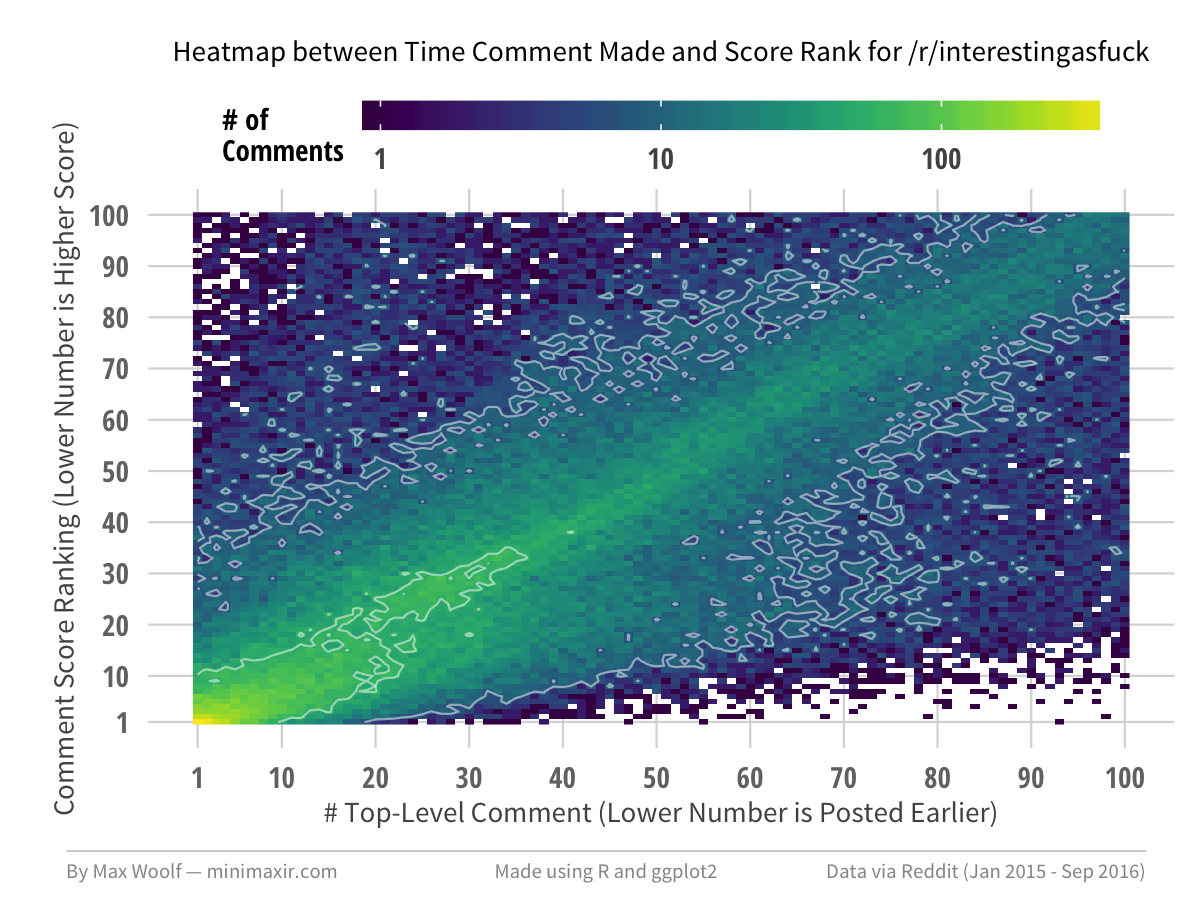 Heatmap between Time Comment Made and Score Rank for /r/interestingasfuck
# of
Comments
1 10 100
Comment Score Ranking (Lower Number is Higher Score)
100
90
80
70
60
50
40
30
20
10
1
1 10 20 30 40 50 60 70 80 90 100
# Top-Level Comment (Lower Number is Posted Earlier)
By Max Woolf — minimaxir.com Made using R and ggplot2 Data via Reddit (Jan 2015 - Sep 2016)